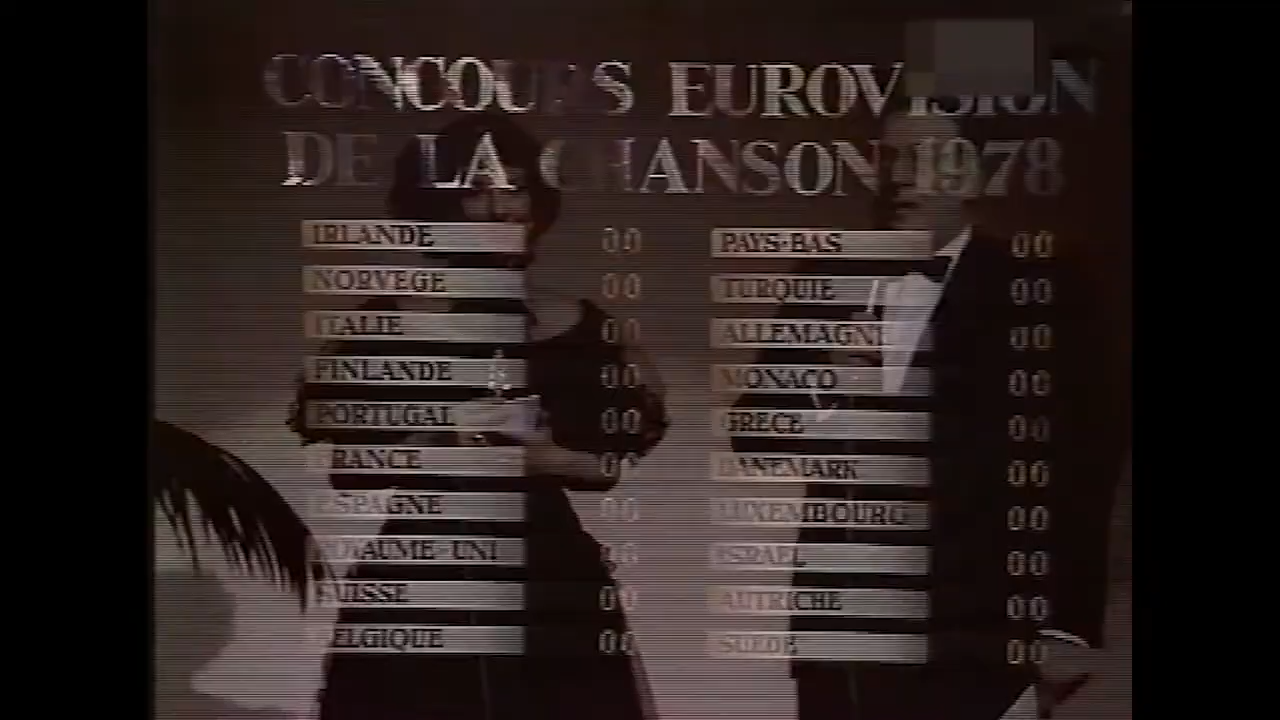 CONCOURS EUROVISION
DE LA CHANSON 1978
IRLANDE 00
NORVEGE 00
ITALIE 00
FINLANDE 00
PORTUGAL 00
FRANCE 00
ESPAGNE 00
ROYAUME-UNI 00
SUISSE 00
BELGIQUE 00
PAYS-BAS 00
TURQUIE 00
ALLEMAGNE 00
MONACO 00
GRECE 00
DANEMARK 00
LUXEMBOURG 00
ISRAEL 00
AUTRICHE 00
SUEDE 00